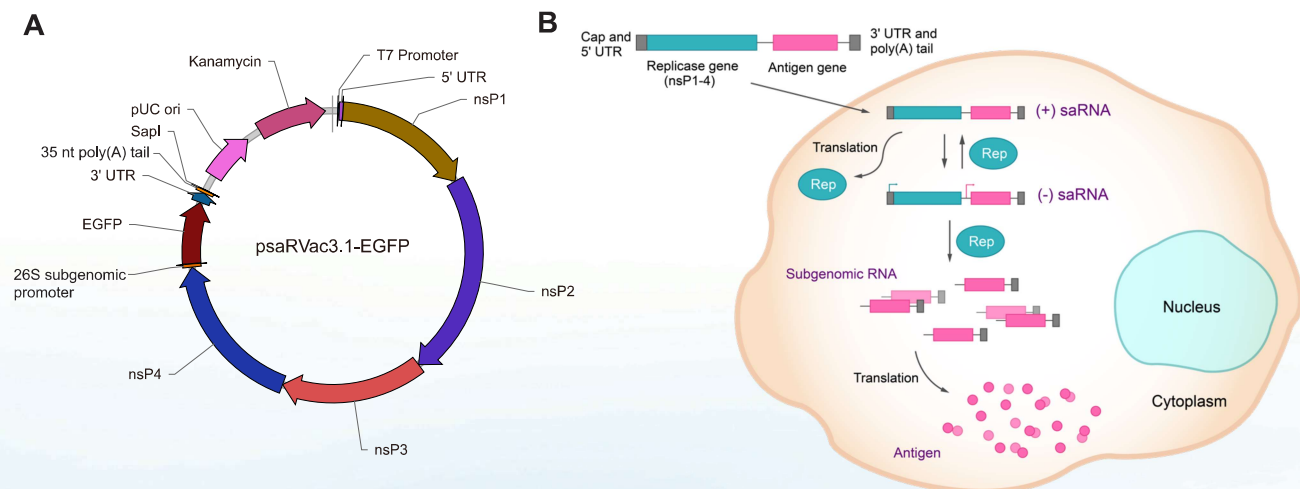 A
Kanamycin
T7 Promoter
5' UTR
nsP1
pUC ori
SapI
35 nt poly(A) tail
3' UTR
EGFP
psaRVac3.1-EGFP
26S subgenomic
promoter
nsP2
nsP4
nsP3
B
Cap and
5' UTR
3' UTR and
poly(A) tail
Replicase gene
(nsP1-4)
Antigen gene
(+) saRNA
Translation
Rep
Rep
(-) saRNA
Rep
Subgenomic RNA
Nucleus
Translation
Cytoplasm
Antigen